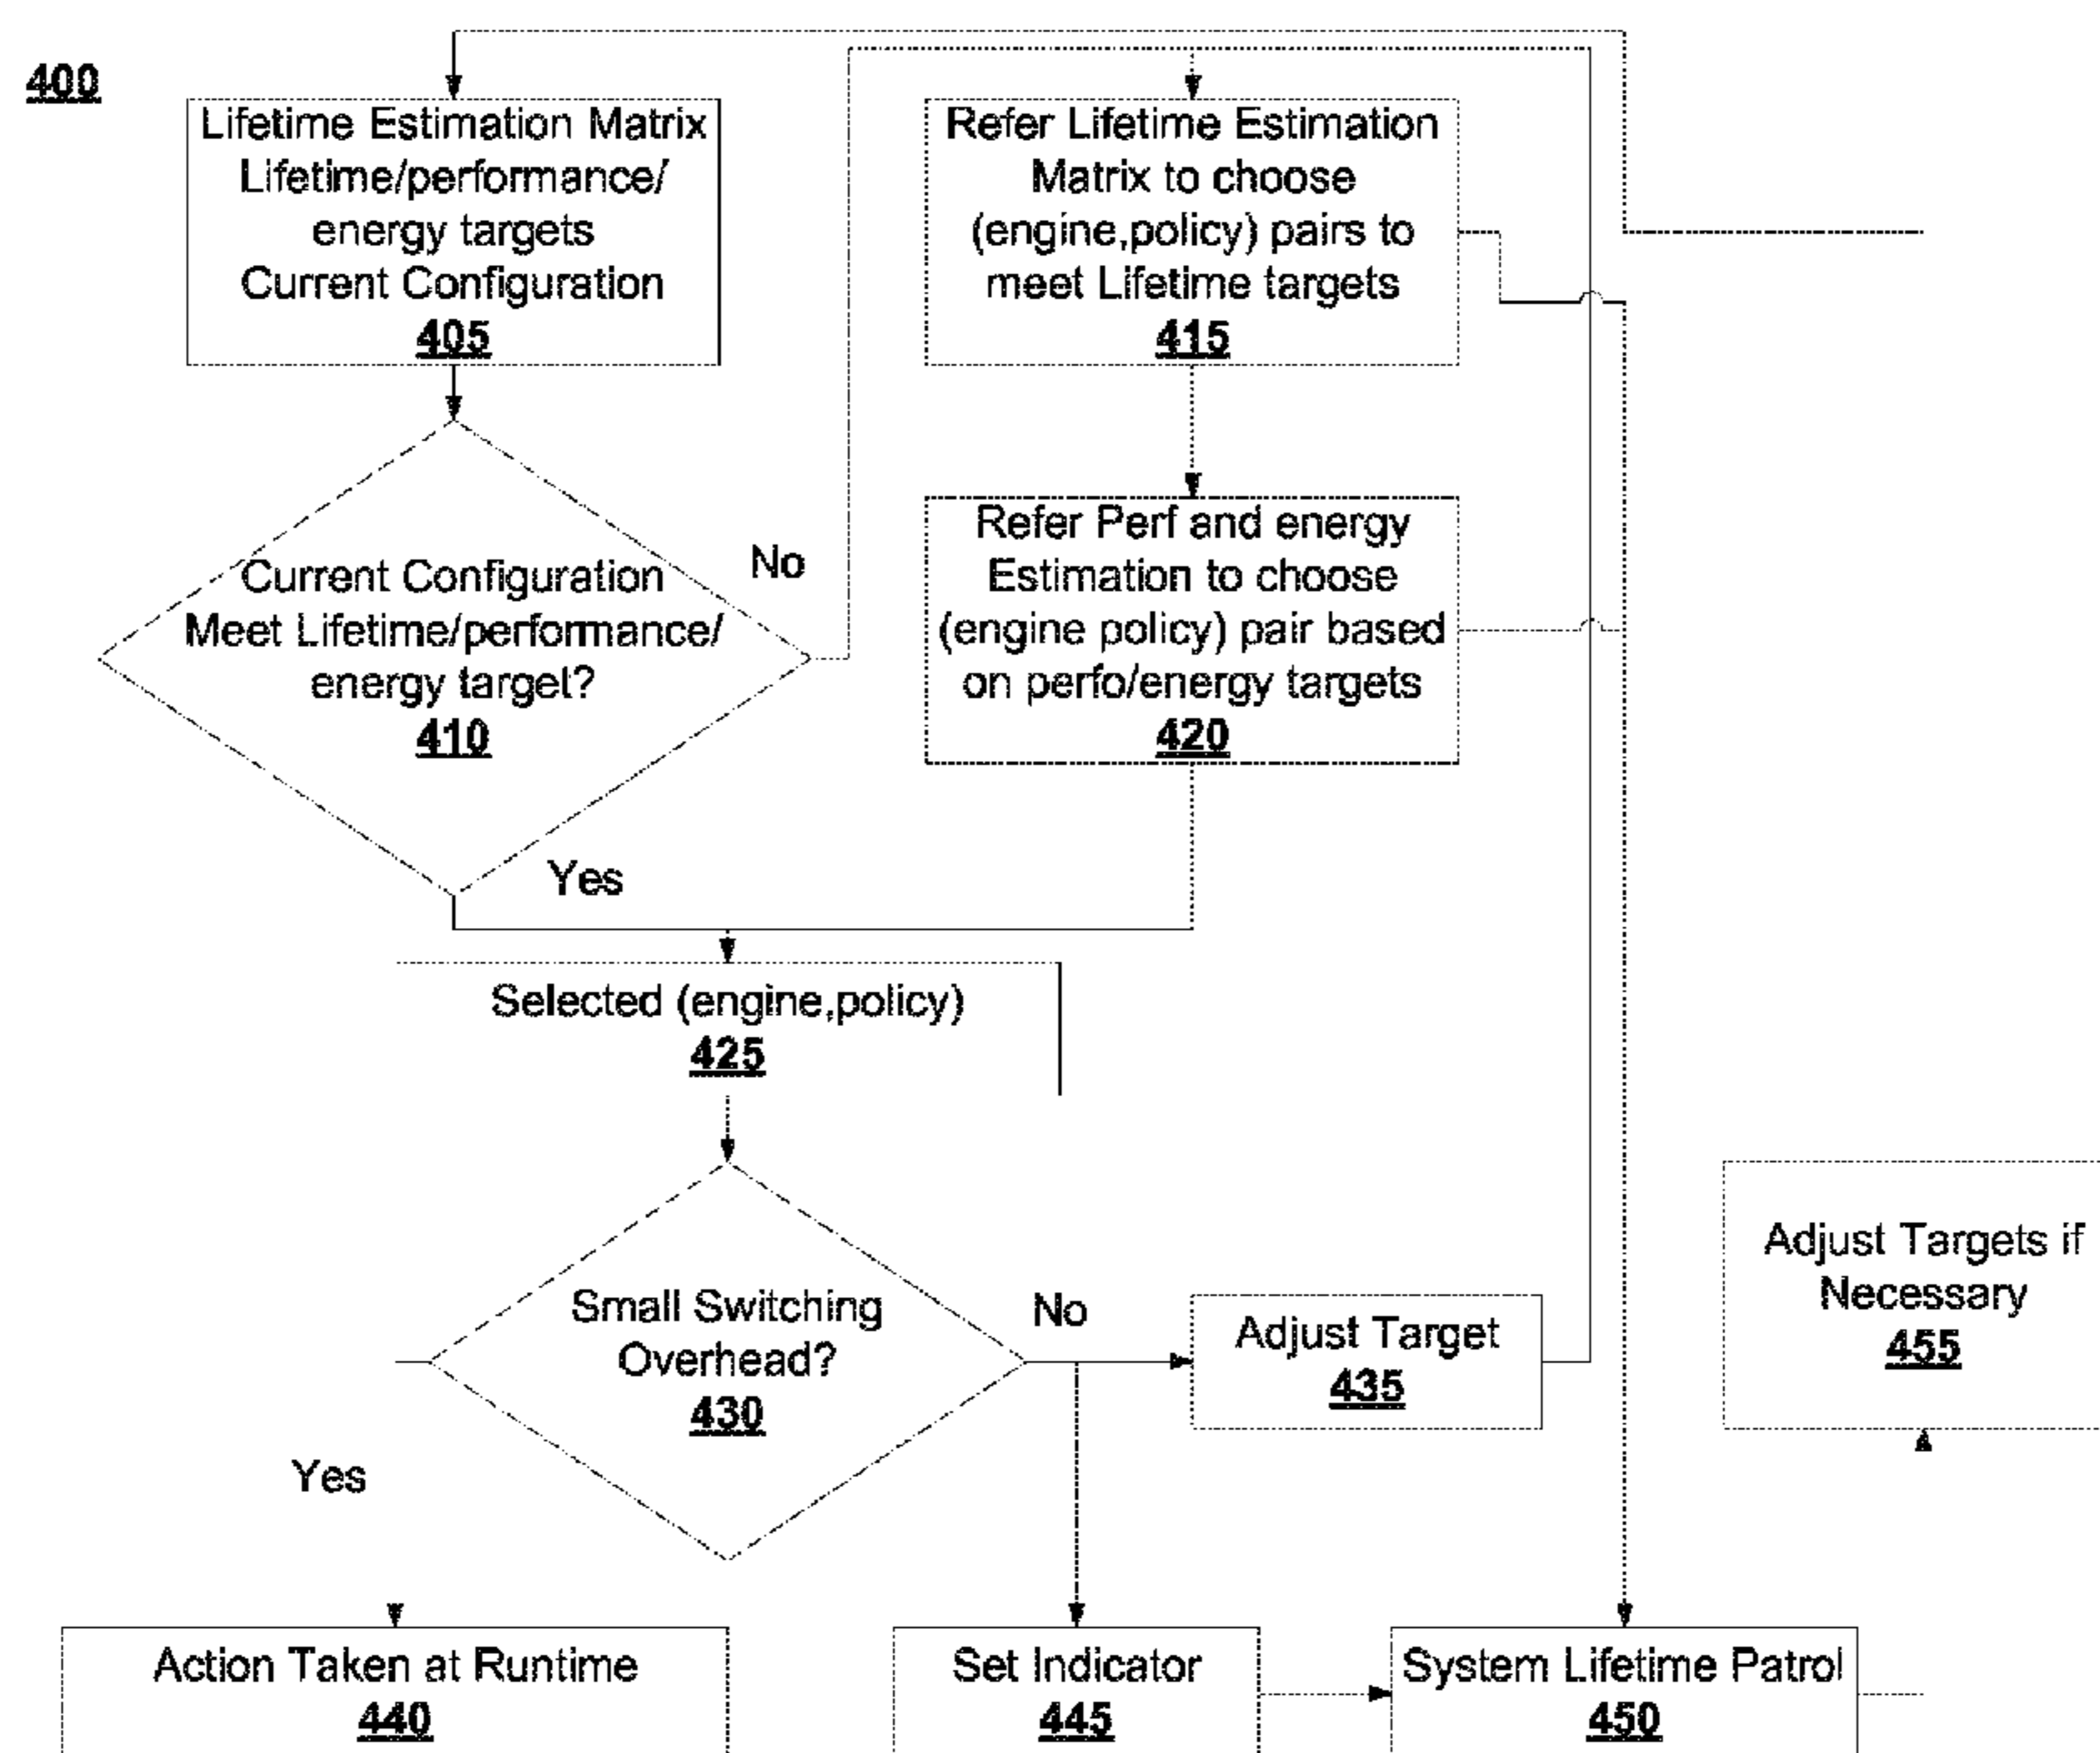 400
Lifetime Estimation Matrix
Lifetime/performance/
energy targets
Current Configuration
405
Refer Lifetime Estimation
Matrix to choose
(engine,policy) pairs to
meet Lifetime targets
415
Current Configuration
Meet Lifetime/performance/
energy target?
410
No
Yes
Refer Perf and energy
Estimation to choose
(engine policy) pair based
on perfo/energy targets
420
Selected (engine,policy)
425
Small Switching
Overhead?
430
No
Yes
Adjust Target
435
Adjust Targets if
Necessary
455
Action Taken at Runtime
440
Set Indicator
445
System Lifetime Patrol
450